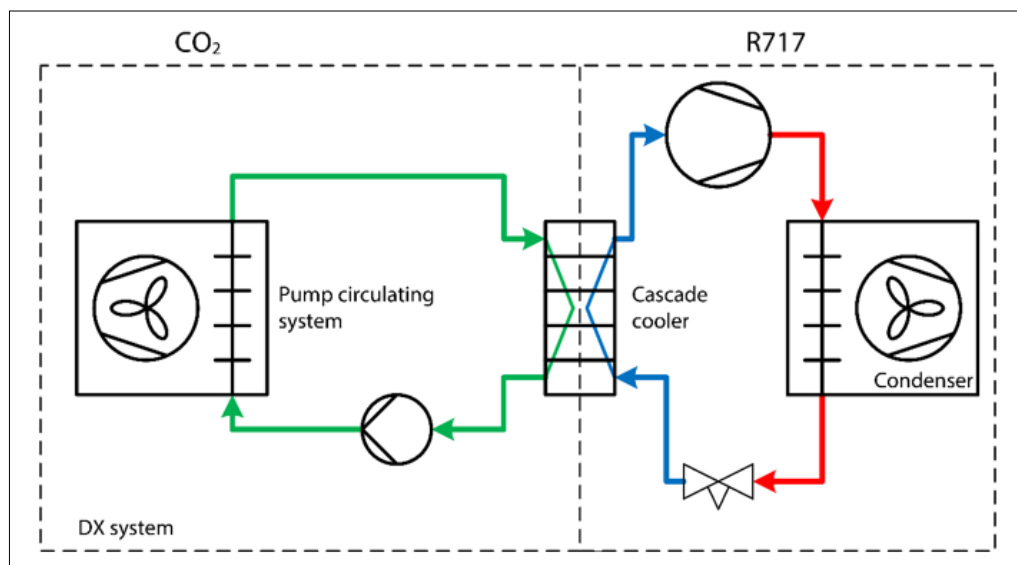 CO₂
R717
Pump circulating
system
Cascade
cooler
Condenser
DX system